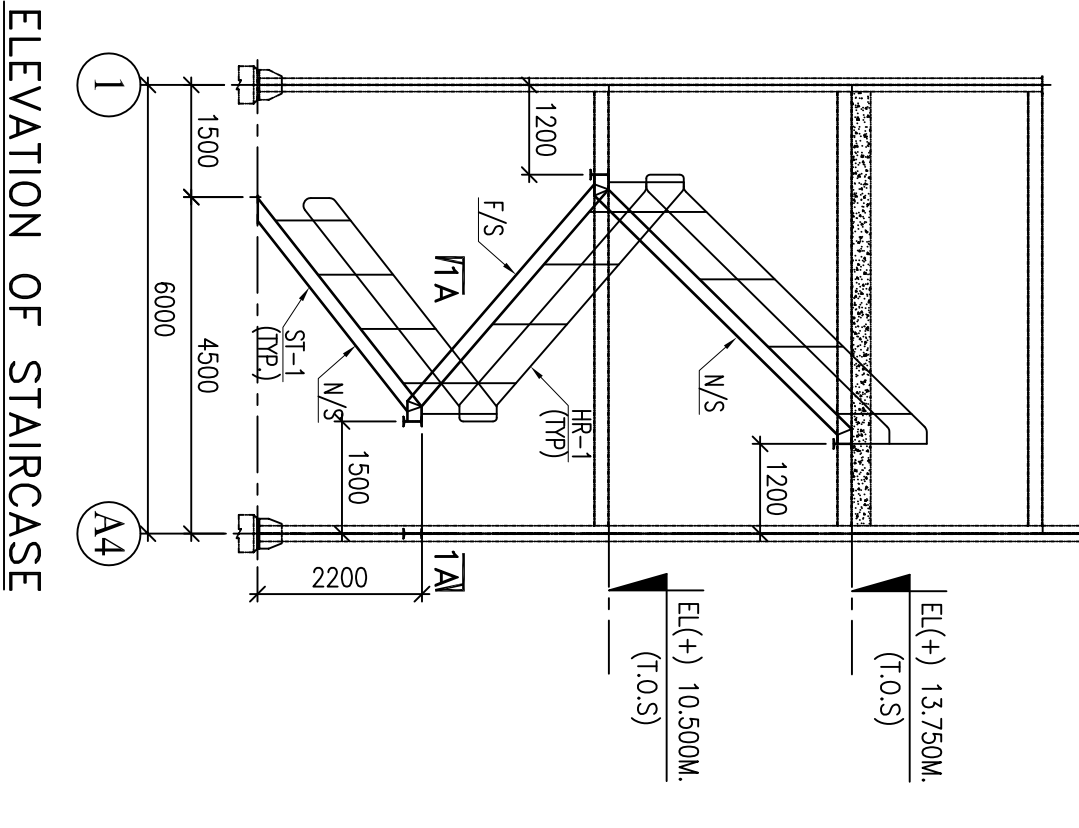 EL(+) 13.750M.
(T.O.S)
EL(+) 10.500M.
(T.O.S)
1200
N/S
1200
HR-1
(TYP)
F/S
1A
1A
1500
2200
N/S
ST-1
(TYP.)
1500
4500
6000
1
A4
ELEVATION OF STAIRCASE